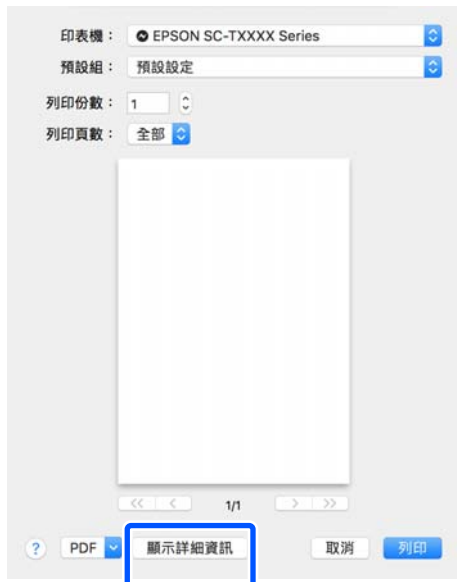 印表機： EPSON SC-TXXXX Series
預設組： 預設設定
列印份數： 1
列印頁數： 全部
<< < 1/1 > >>
? PDF 顯示詳細資訊 取消 列印